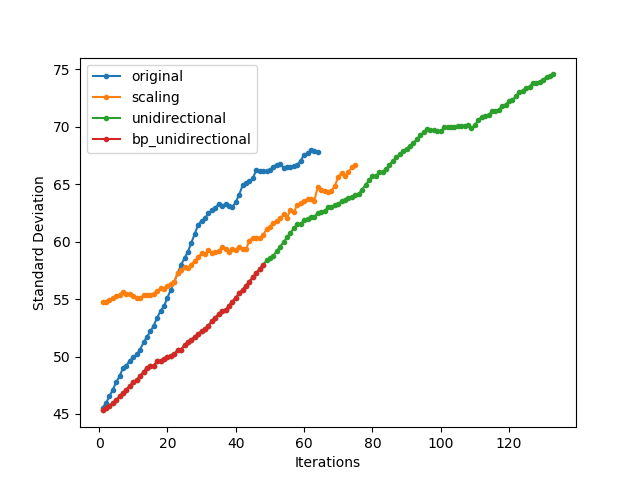 original
scaling
unidirectional
bp_unidirectional
75
70
65
60
55
50
45
Standard Deviation
0 20 40 60 80 100 120
Iterations